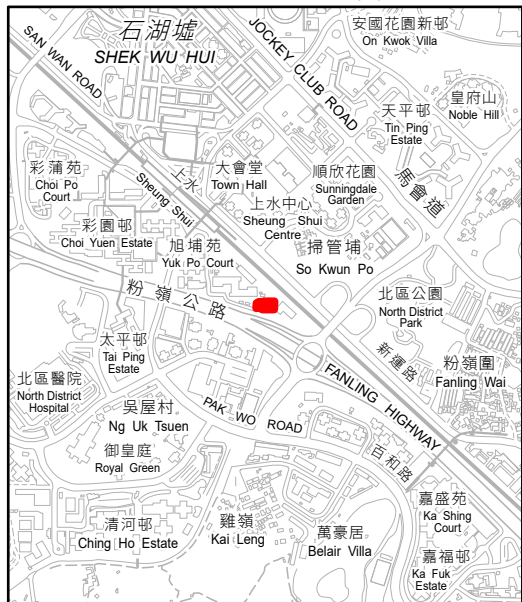 石湖墟
SHEK WU HUI
SAN WAN ROAD
JOCKEY CLUB ROAD
安國花園新邨
On Kwok Villa
皇府山
Noble Hill
天平邨
Tin Ping
Estate
馬會道
彩蒲苑
Choi Po
Court
上水
Sheung Shui
大會堂
Town Hall
順欣花園
Sunningdale
Garden
上水中心
Sheung Shui
Centre
彩園邨
Choi Yuen Estate
旭埔苑
Yuk Po Court
掃管埔
So Kwun Po
北區公園
North District
Park
粉嶺公路
太平邨
Tai Ping
Estate
新運路
粉嶺圍
Fanling Wai
FANLING HIGHWAY
北區醫院
North District
Hospital
吳屋村
Ng Uk Tsuen
PAK WO ROAD
百和路
御皇庭
Royal Green
清河邨
Ching Ho Estate
雞嶺
Kai Leng
萬豪居
Belair Villa
嘉盛苑
Ka Shing
Court
嘉福邨
Ka Fuk
Estate